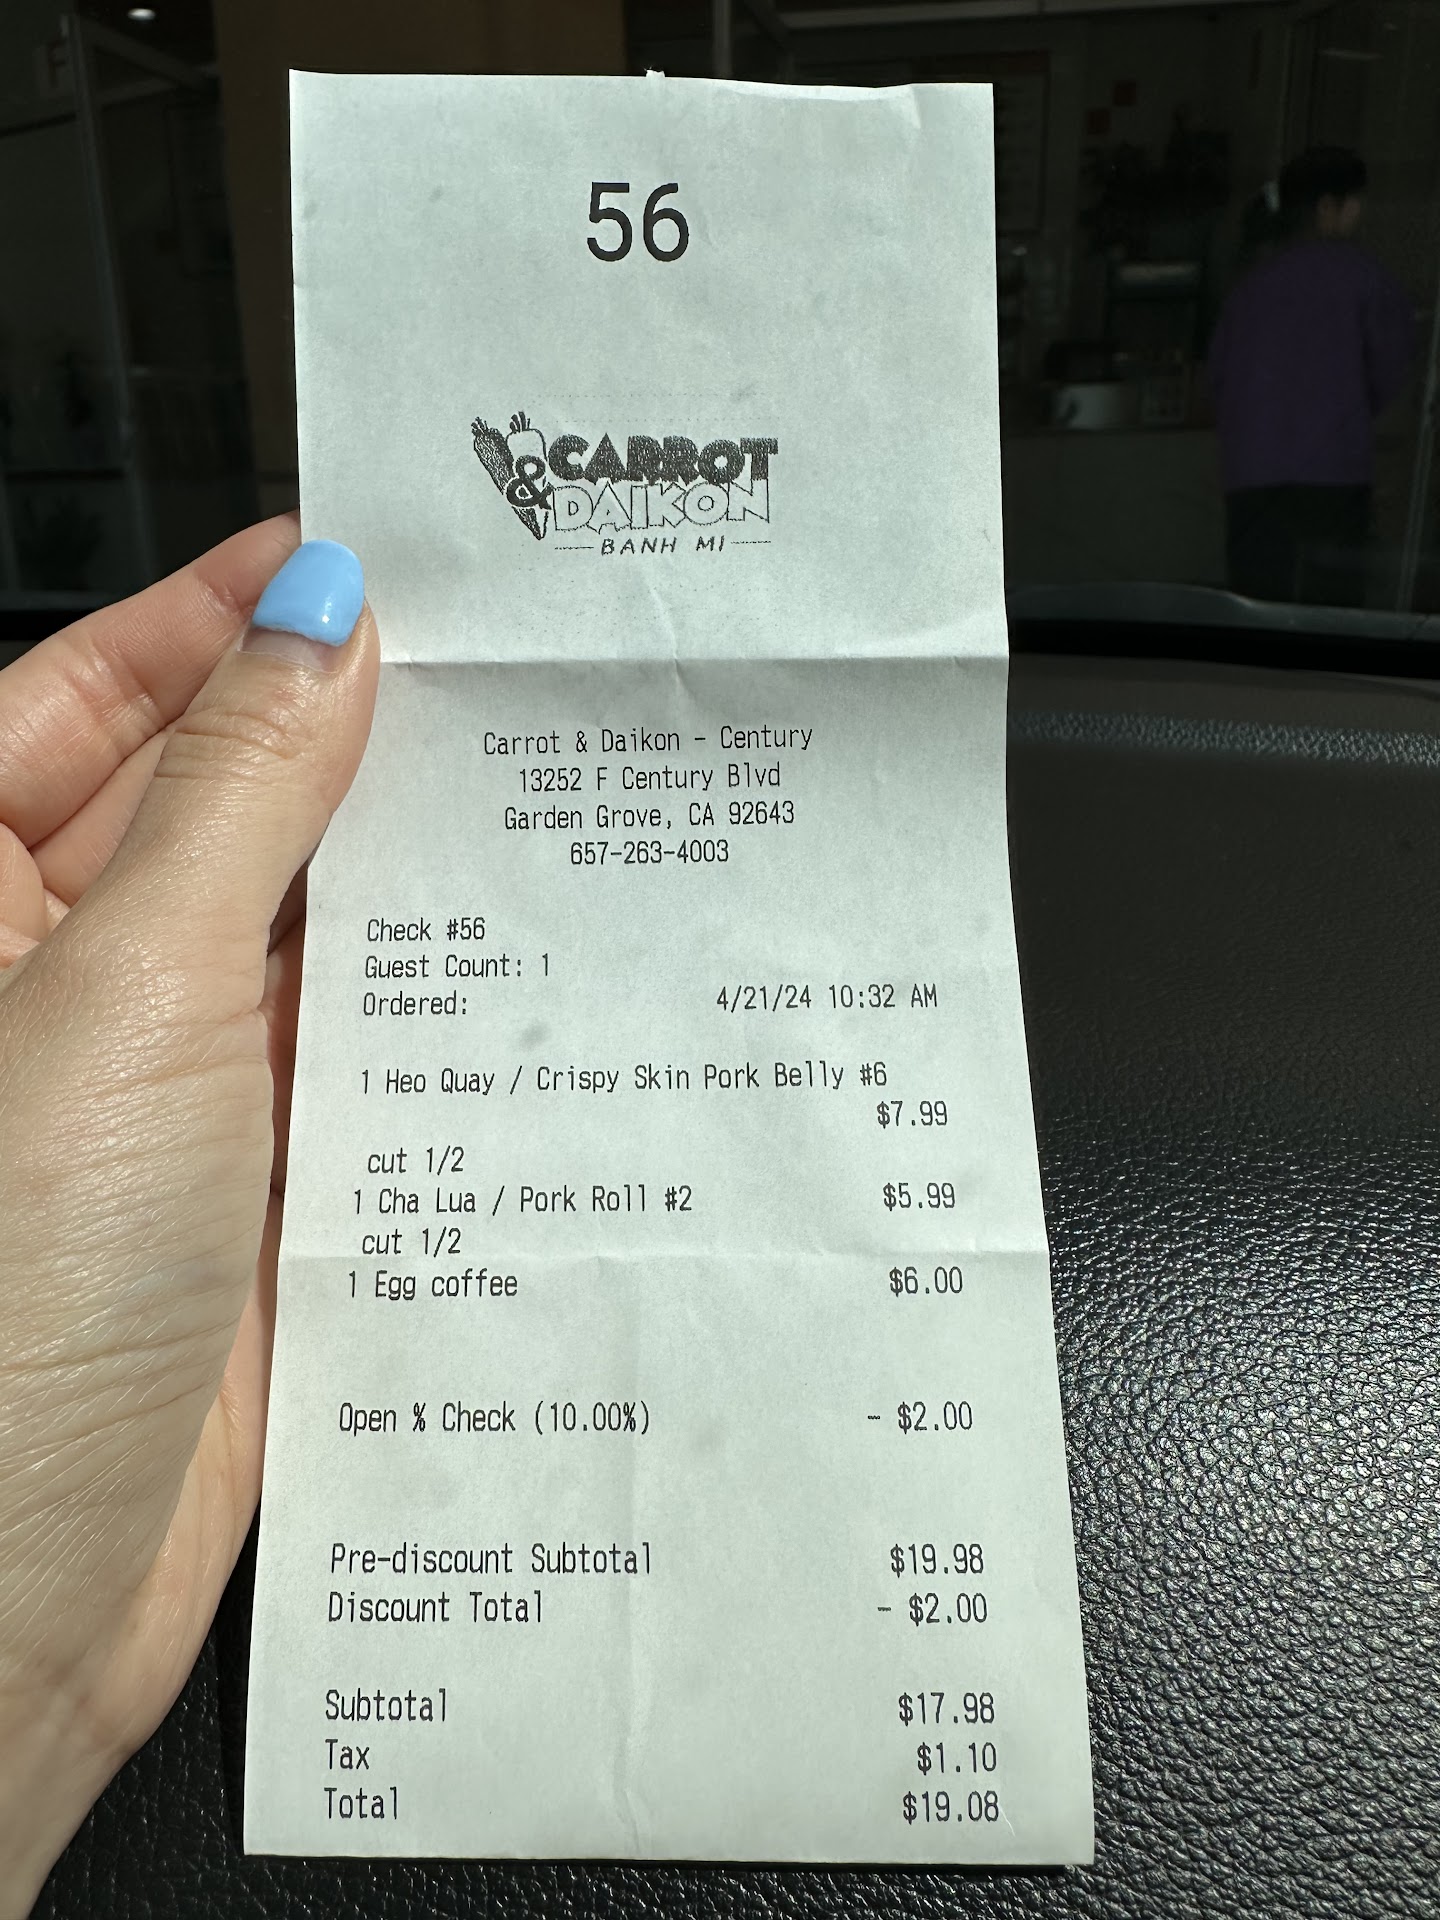 56
CARROT
& DAIKON
BANH MI
Carrot & Daikon - Century
13252 F Century Blvd
Garden Grove, CA 92643
657-263-4003
Check #56
Guest Count: 1
Ordered: 4/21/24 10:32 AM
1 Heo Quay / Crispy Skin Pork Belly #6
$7.99
cut 1/2
1 Cha Lua / Pork Roll #2 $5.99
cut 1/2
1 Egg coffee $6.00
Open % Check (10.00%) - $2.00
Pre-discount Subtotal $19.98
Discount Total - $2.00
Subtotal $17.98
Tax $1.10
Total $19.08